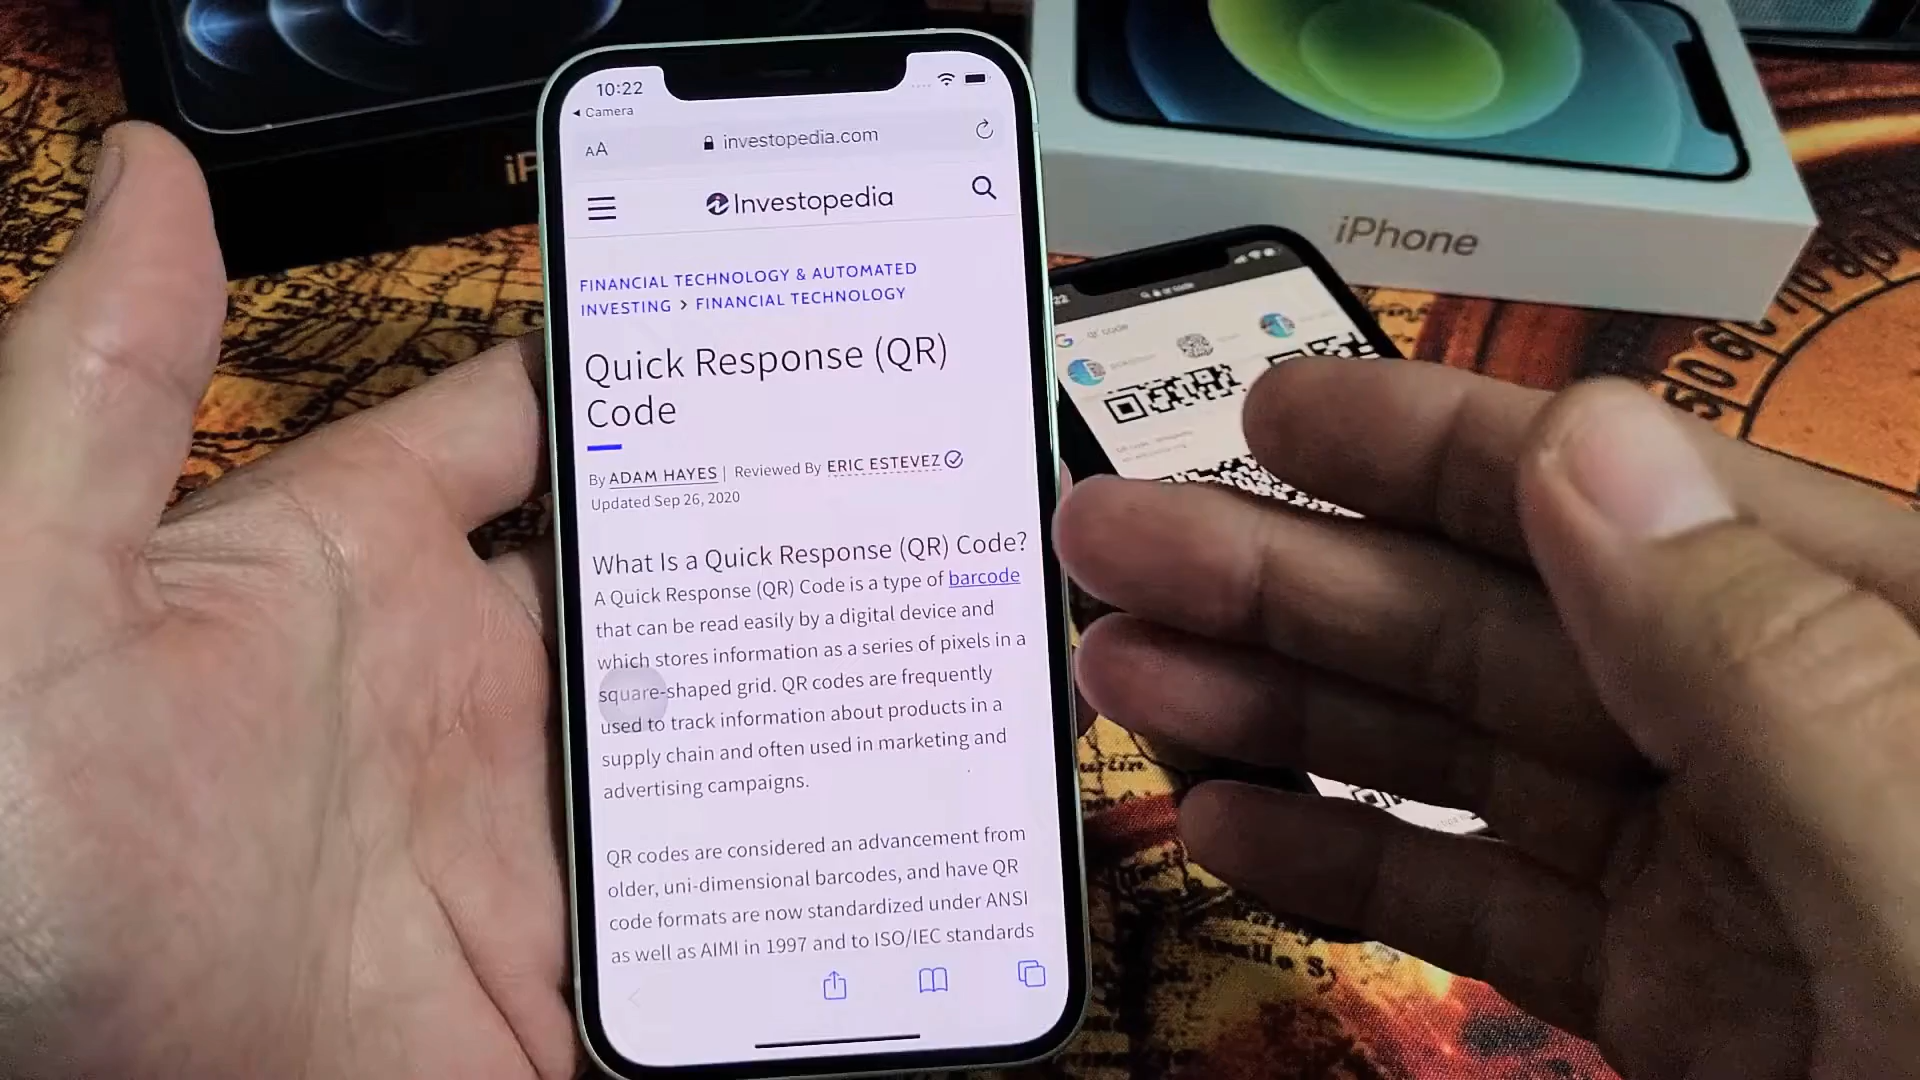 10:22
Camera
AA
investopedia.com
Investopedia
FINANCIAL TECHNOLOGY & AUTOMATED
INVESTING > FINANCIAL TECHNOLOGY
Quick Response (QR)
Code
By ADAM HAYES | Reviewed By ERIC ESTEVEZ
Updated Sep 26, 2020
What Is a Quick Response (QR) Code?
A Quick Response (QR) Code is a type of barcode
that can be read easily by a digital device and
which stores information as a series of pixels in a
square-shaped grid. QR codes are frequently
used to track information about products in a
supply chain and often used in marketing and
advertising campaigns.
QR codes are considered an advancement from
older, uni-dimensional barcodes, and have QR
code formats are now standardized under ANSI
as well as AIMI in 1997 and to ISO/IEC standards
iPhone
qr code